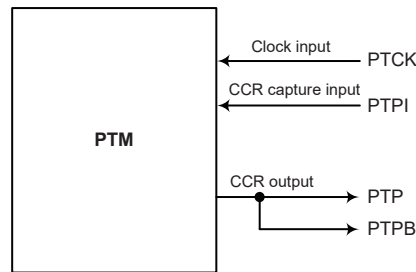 Clock input
PTCK
CCR capture input
PTPI
PTM
CCR output
PTP
PTPB